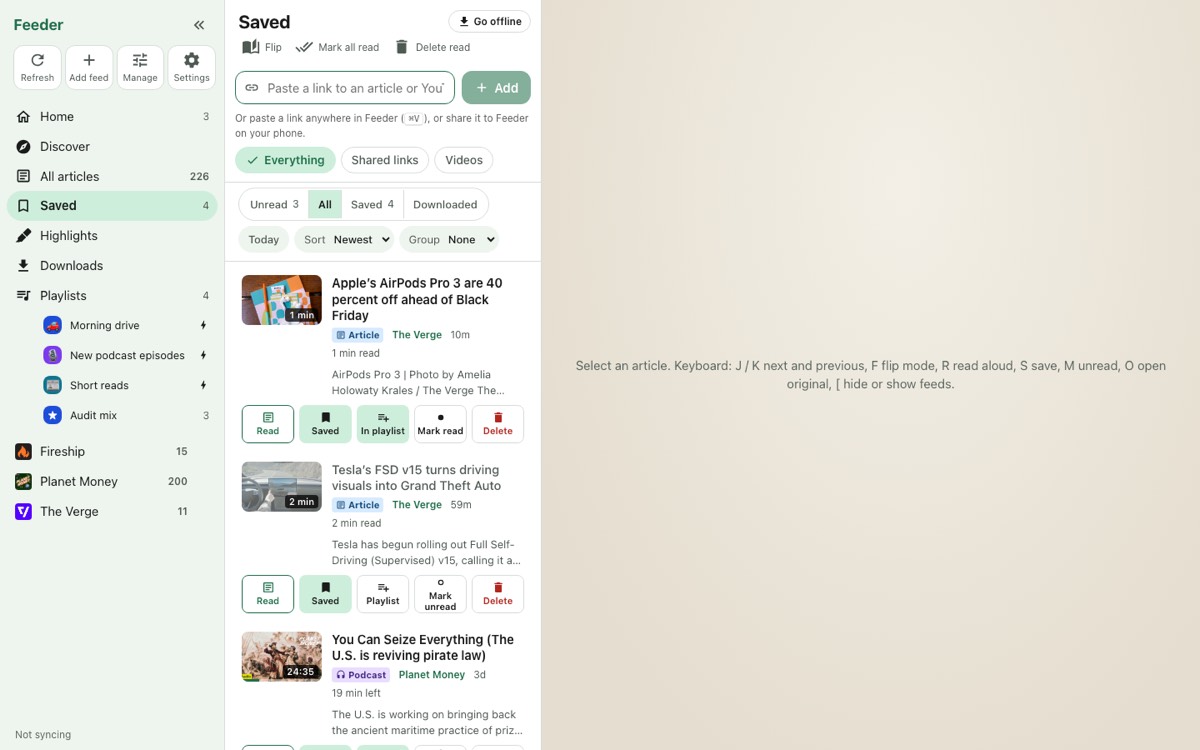 Feeder
Refresh
Add feed
Manage
Settings
Home 3
Discover
All articles 226
Saved 4
Highlights
Downloads
Playlists 4
Morning drive
New podcast episodes
Short reads
Audit mix 3
Fireship 15
Planet Money 200
The Verge 11
Not syncing
Saved
Go offline
Flip
Mark all read
Delete read
Paste a link to an article or You
+ Add
Or paste a link anywhere in Feeder (⌘V), or share it to Feeder
on your phone.
Everything
Shared links
Videos
Unread 3
All
Saved 4
Downloaded
Today
Sort Newest
Group None
1 min
Apple's AirPods Pro 3 are 40
percent off ahead of Black
Friday
Article The Verge 10m
1 min read
AirPods Pro 3 | Photo by Amelia
Holowaty Krales / The Verge The...
Read
Saved
In playlist
Mark read
Delete
2 min
Tesla's FSD v15 turns driving
visuals into Grand Theft Auto
Article The Verge 59m
2 min read
Tesla has begun rolling out Full Self-
Driving (Supervised) v15, calling it a...
Read
Saved
Playlist
Mark
unread
Delete
24:35
You Can Seize Everything (The
U.S. is reviving pirate law)
Podcast Planet Money 3d
19 min left
The U.S. is working on bringing back
the ancient maritime practice of priz...
Select an article. Keyboard: J / K next and previous, F flip mode, R read aloud, S save, M unread, O open
original, [ hide or show feeds.